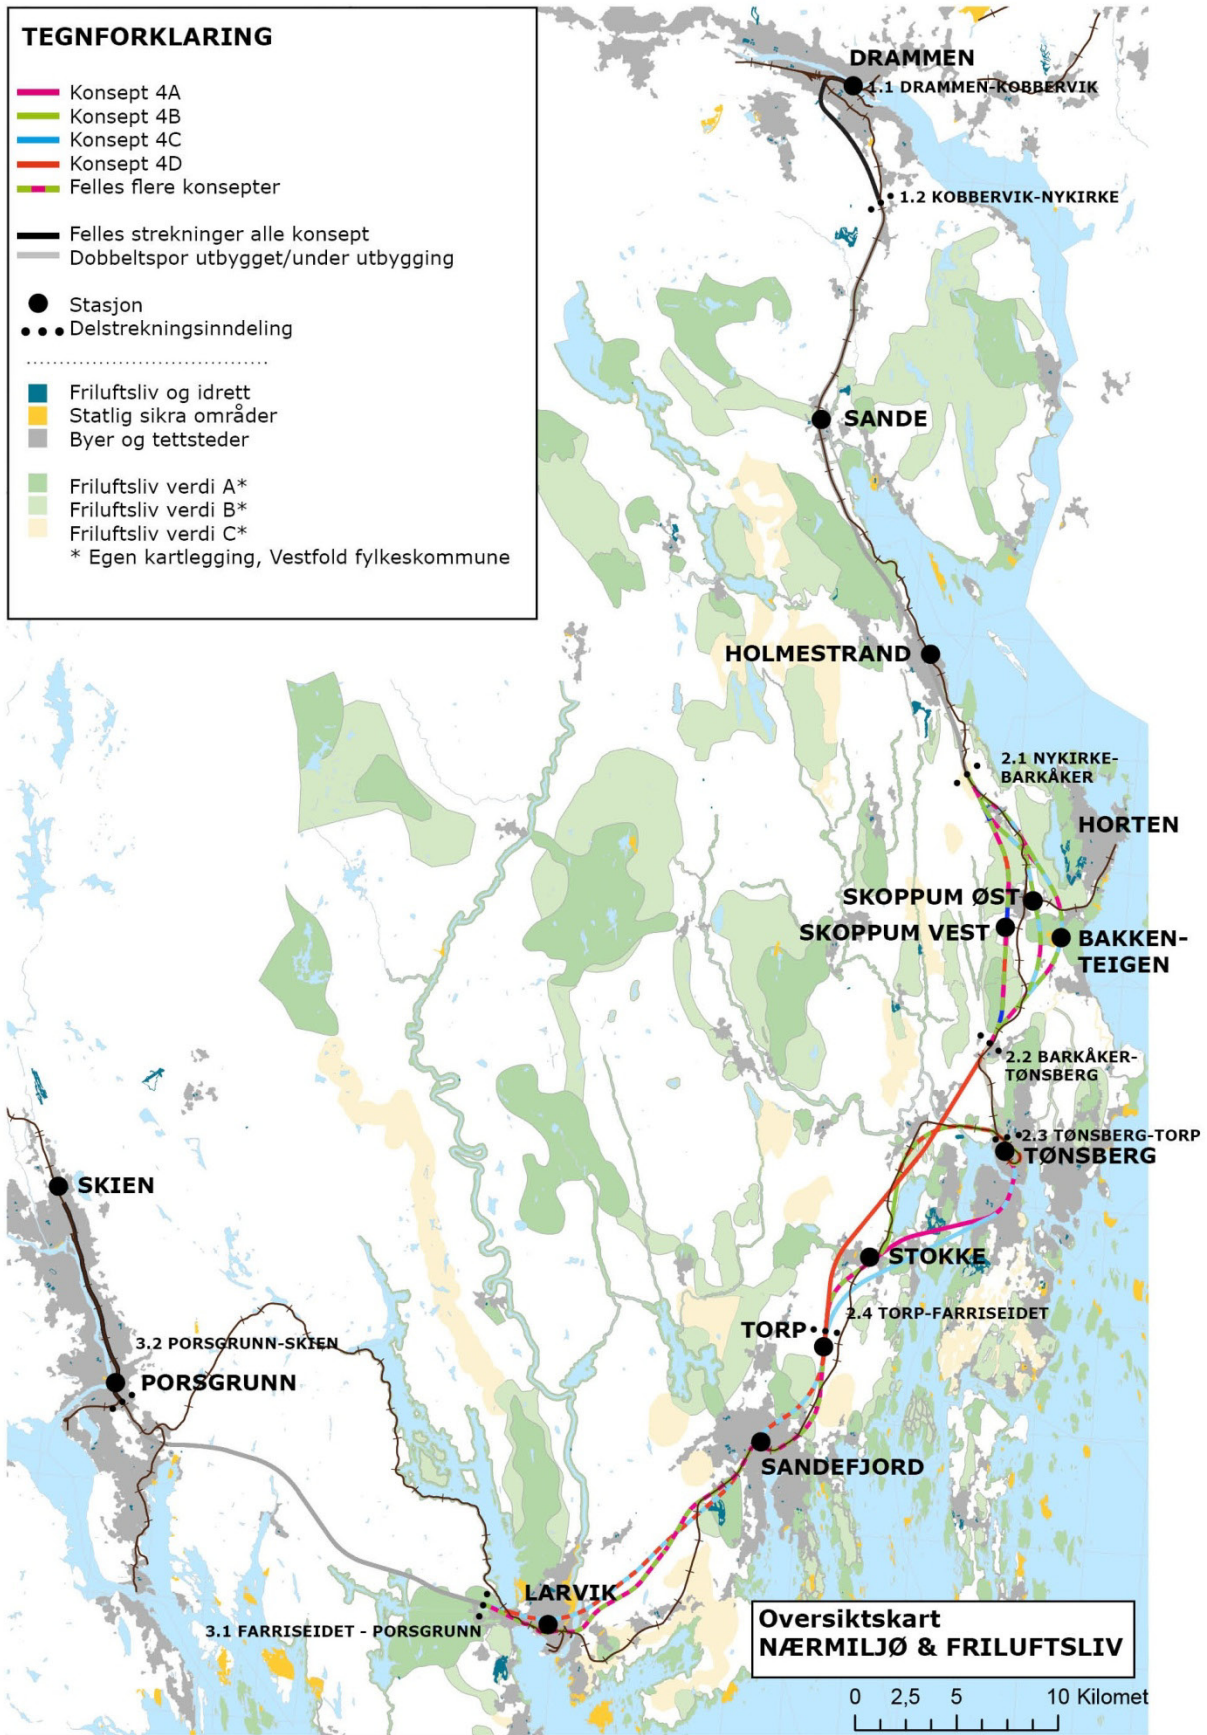 TEGNFORKLARING
Konsept 4A
Konsept 4B
Konsept 4C
Konsept 4D
Felles flere konsepter
Felles strekninger alle konsept
Dobbeltspor utbygget/under utbygging
Stasjon
Delstrekningsinndeling
Friluftsliv og idrett
Statlig sikra områder
Byer og tettsteder
Friluftsliv verdi A*
Friluftsliv verdi B*
Friluftsliv verdi C*
* Egen kartlegging, Vestfold fylkeskommune
DRAMMEN
1.1 DRAMMEN-KOBBERVIK
1.2 KOBBERVIK-NYKIRKE
SANDE
HOLMESTRAND
2.1 NYKIRKE-
BARKÅKER
HORTEN
SKOPPUM ØST
SKOPPUM VEST
BAKKEN-
TEIGEN
2.2 BARKÅKER-
TØNSBERG
2.3 TØNSBERG-TORP
TØNSBERG
SKIEN
STOKKE
2.4 TORP-FARRISEIDET
TORP
3.2 PORSGRUNN-SKIEN
PORSGRUNN
SANDEFJORD
LARVIK
3.1 FARRISEIDET - PORSGRUNN
Oversiktskart
NÆRMILJØ & FRILUFTSLIV
0 2,5 5 10 Kilomet